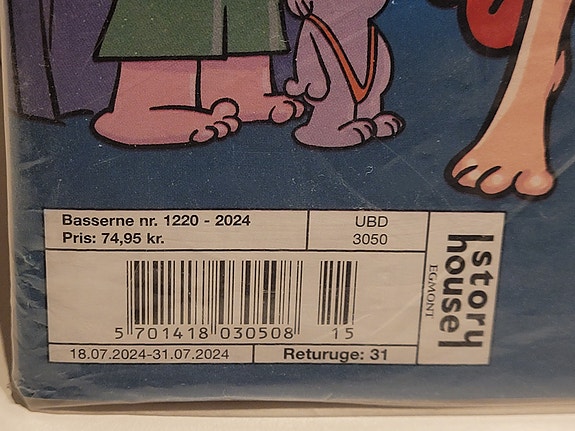 Basserne nr. 1220 - 2024
Pris: 74,95 kr.
UBD
3050
5 701418 030508 15
18.07.2024-31.07.2024
Returuge: 31
story
house
EGMONT